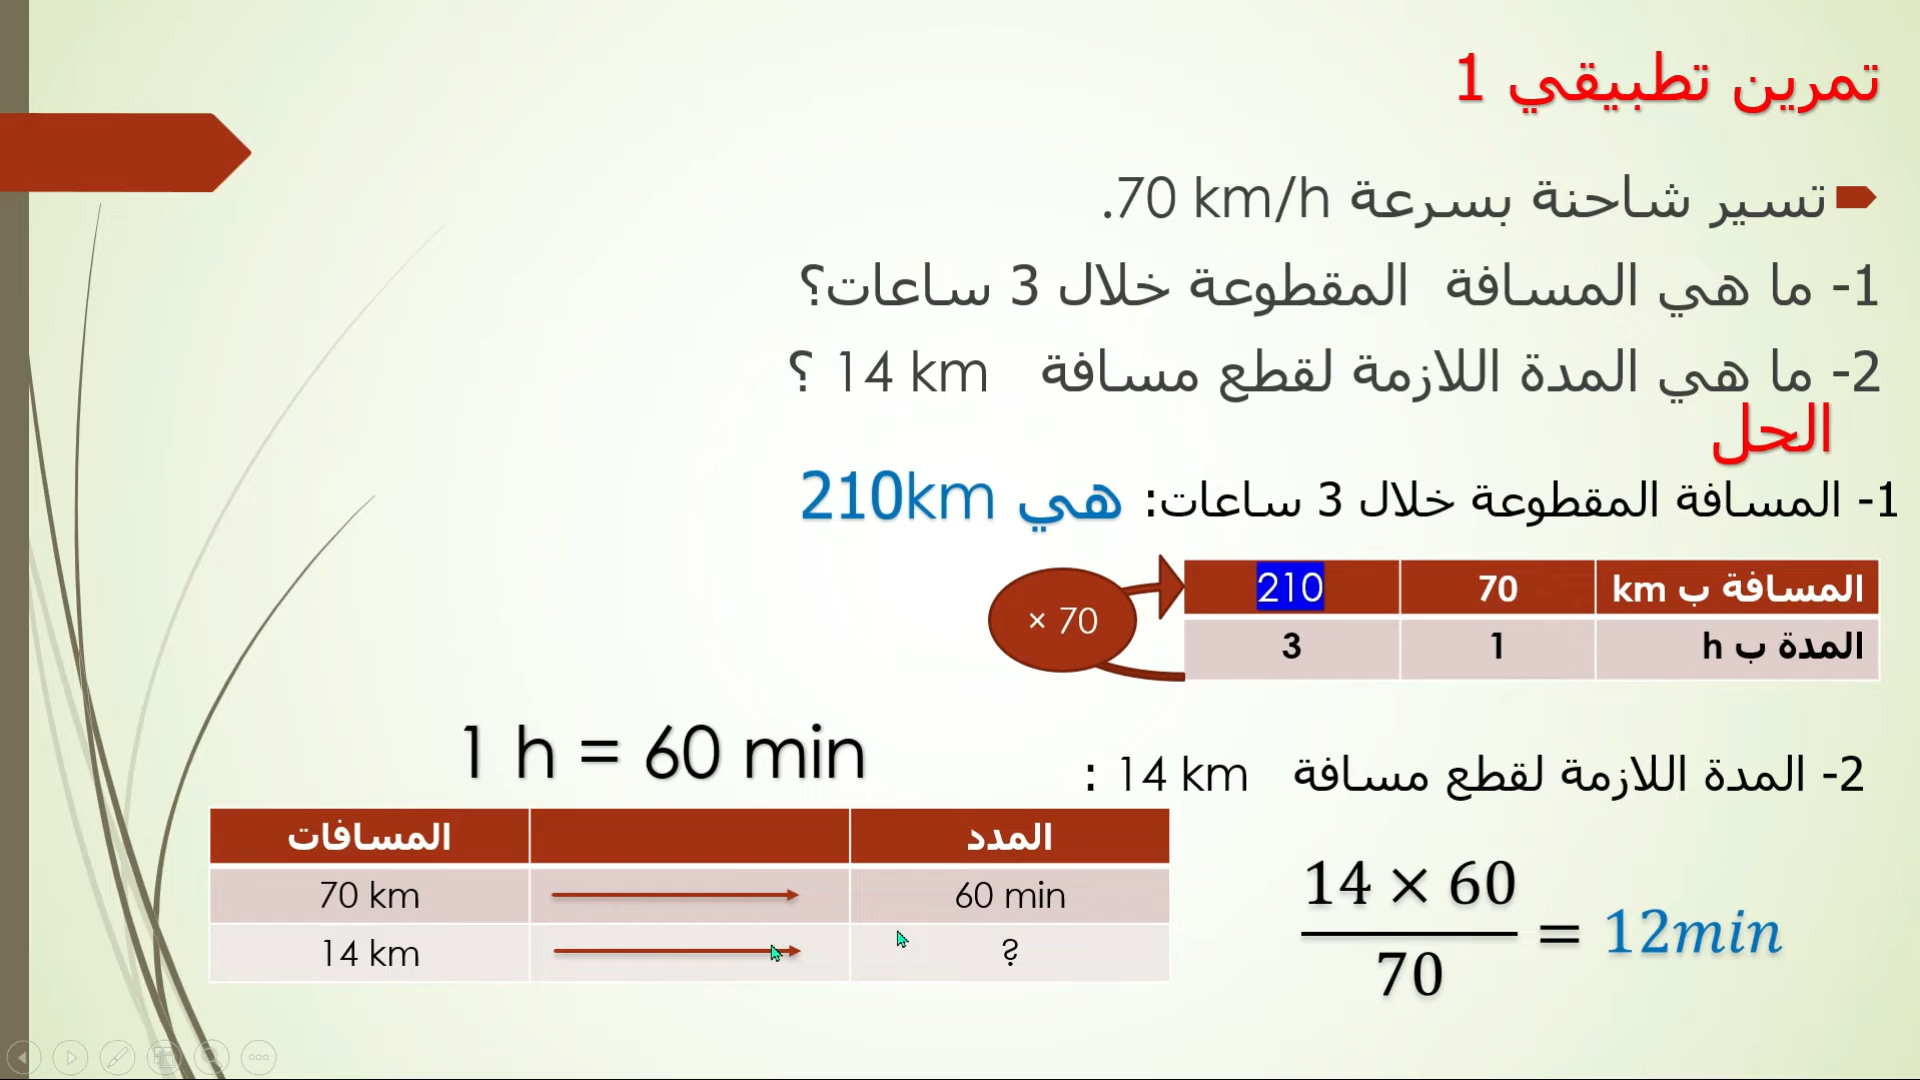 تمرين تطبيقي 1
تسير شاحنة بسرعة 70 km/h.
1- ما هي المسافة المقطوعة خلال 3 ساعات؟
2- ما هي المدة اللازمة لقطع مسافة 14 km ؟
الحل
1- المسافة المقطوعة خلال 3 ساعات: هي 210km
المسافة ب km 70 210
× 70
المدة ب h 1 3
2- المدة اللازمة لقطع مسافة 14 km :
1 h = 60 min
المسافات المدد
70 km 60 min
14 km ?
14 × 60
70
= 12min